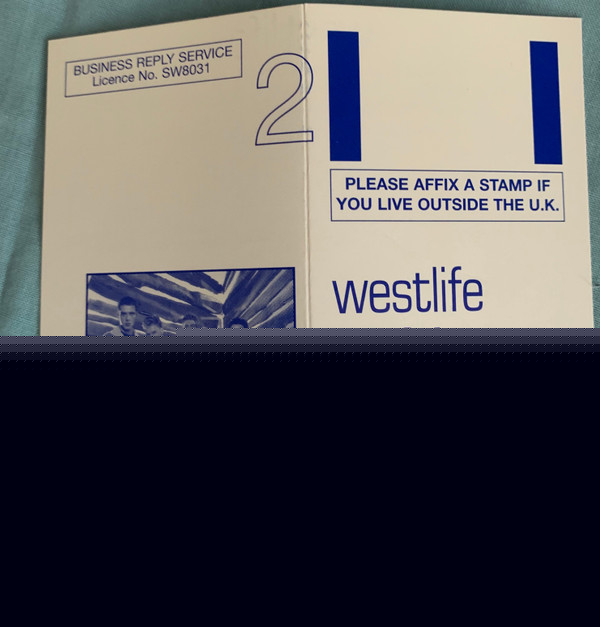 BUSINESS REPLY SERVICE
Licence No. SW8031
2
PLEASE AFFIX A STAMP IF
YOU LIVE OUTSIDE THE U.K.
westlife